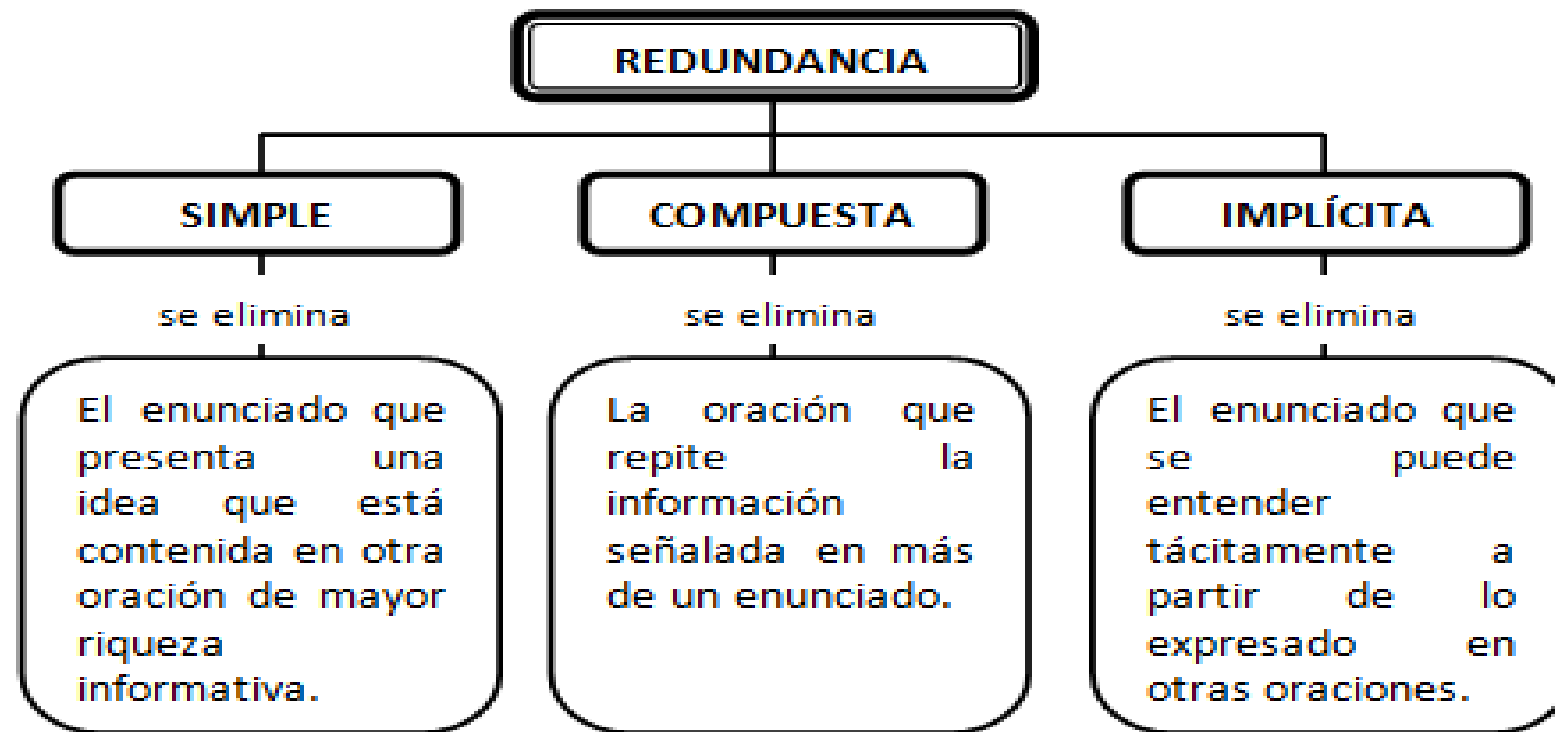 REDUNDANCIA
SIMPLE
se elimina
El enunciado que
presenta una
idea que está
contenida en otra
oración de mayor
riqueza
informativa.
COMPUESTA
se elimina
La oración que
repite la
información
señalada en más
de un enunciado.
IMPLÍCITA
se elimina
El enunciado que
se puede
entender
tácitamente a
partir de lo
expresado en
otras oraciones.